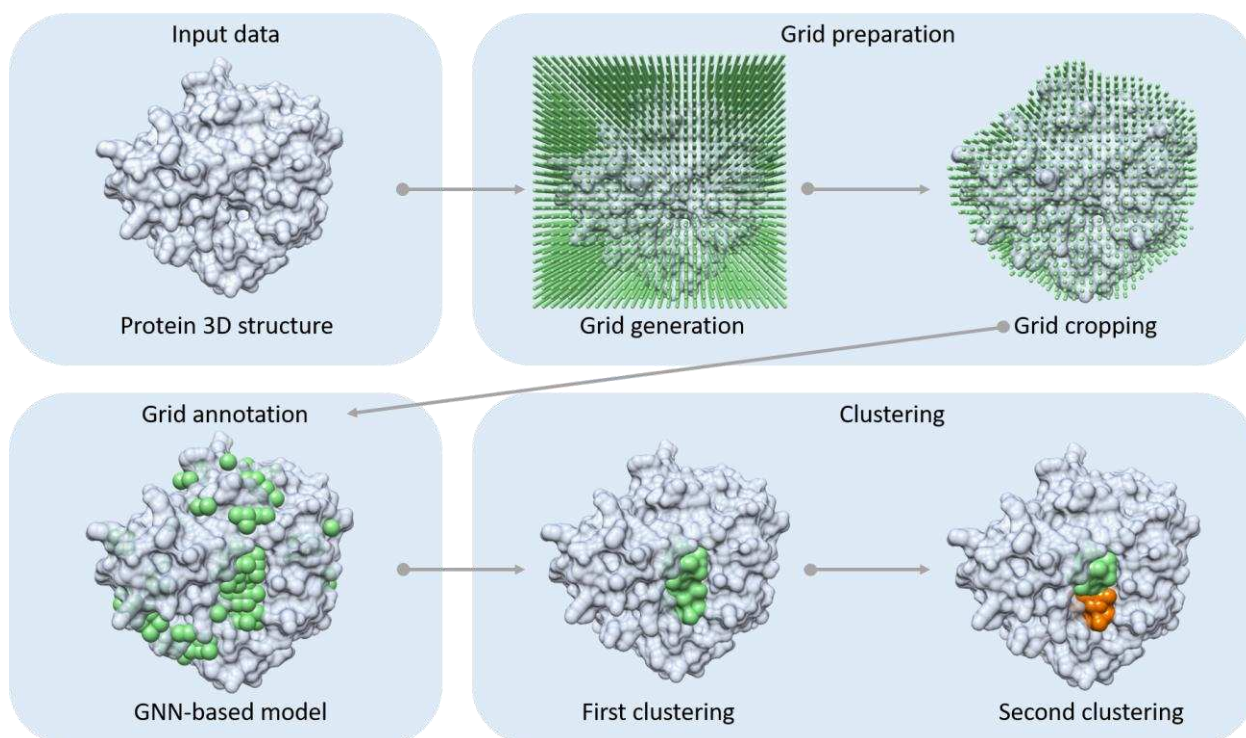 Input data
Protein 3D structure
Grid preparation
Grid generation
Grid cropping
Grid annotation
GNN-based model
Clustering
First clustering
Second clustering